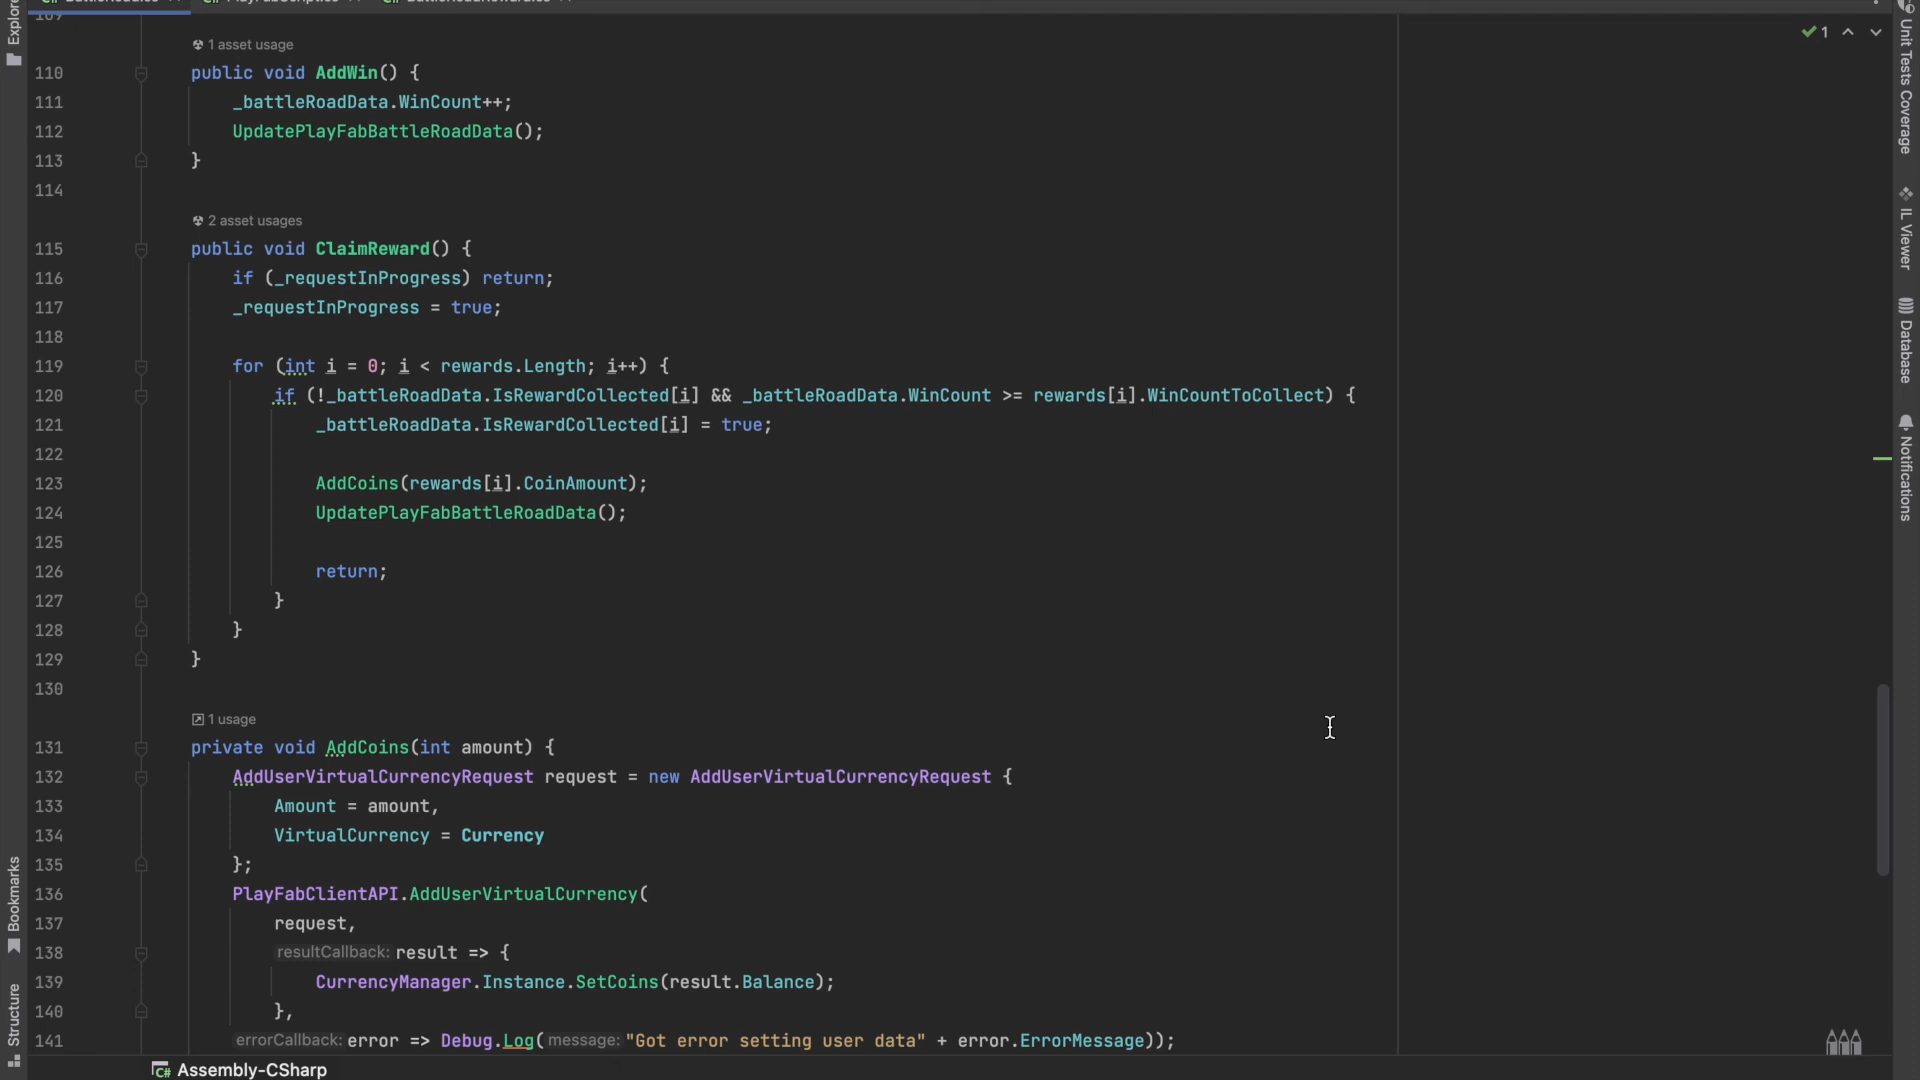 Explorer
109
1 asset usage
110 public void AddWin() {
111 _battleRoadData.WinCount++;
112 UpdatePlayFabBattleRoadData();
113 }
114
2 asset usages
115 public void ClaimReward() {
116 if (_requestInProgress) return;
117 _requestInProgress = true;
118
119 for (int i = 0; i < rewards.Length; i++) {
120 if (!_battleRoadData.IsRewardCollected[i] && _battleRoadData.WinCount >= rewards[i].WinCountToCollect) {
121 _battleRoadData.IsRewardCollected[i] = true;
122
123 AddCoins(rewards[i].CoinAmount);
124 UpdatePlayFabBattleRoadData();
125
126 return;
127 }
128 }
129 }
130
1 usage
131 private void AddCoins(int amount) {
132 AddUserVirtualCurrencyRequest request = new AddUserVirtualCurrencyRequest {
133 Amount = amount,
134 VirtualCurrency = Currency
135 };
136 PlayFabClientAPI.AddUserVirtualCurrency(
137 request,
138 resultCallback: result => {
139 CurrencyManager.Instance.SetCoins(result.Balance);
140 },
141 errorCallback: error => Debug.Log( message: "Got error setting user data" + error.ErrorMessage));
C# Assembly-CSharp
Bookmarks
Structure
1
Unit Tests Coverage
IL Viewer
Database
Notifications